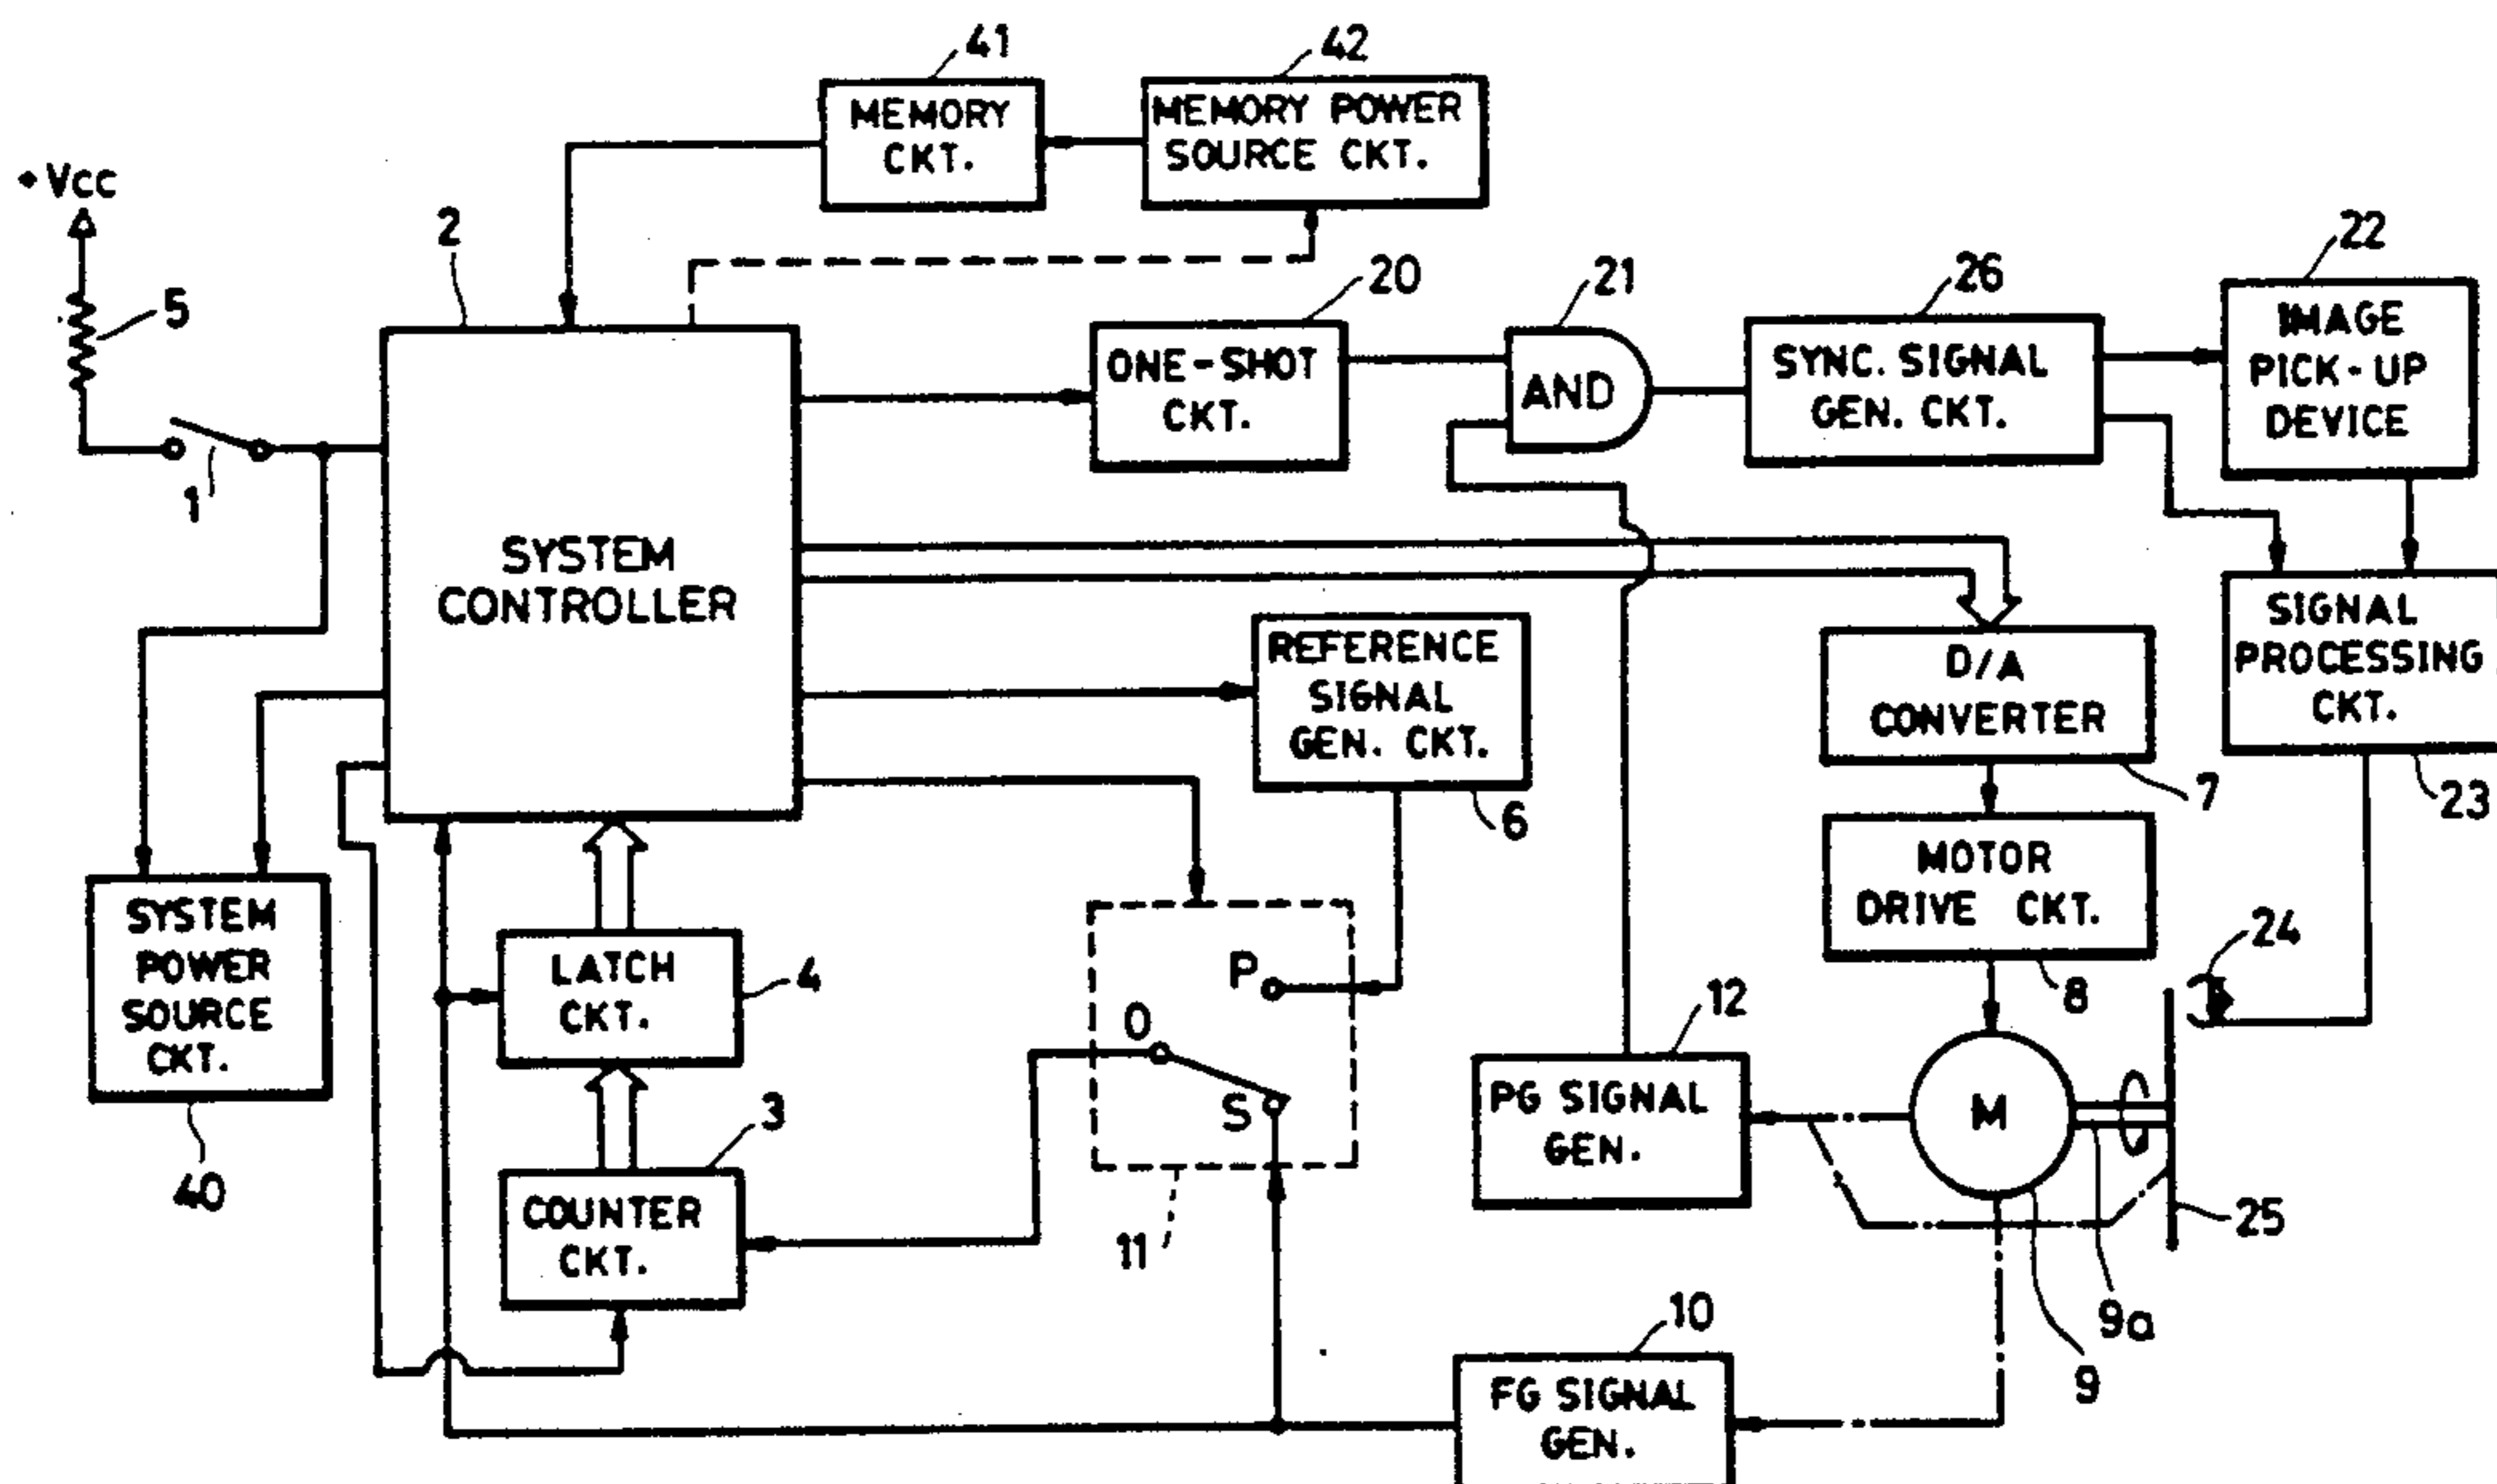 41
42
MEMORY
CKT.
MEMORY POWER
SOURCE CKT.
+Vcc
2
5
20
21
26
22
ONE-SHOT
CKT.
AND
SYNC. SIGNAL
GEN. CKT.
IMAGE
PICK-UP
DEVICE
1
SYSTEM
CONTROLLER
REFERENCE
SIGNAL
GEN. CKT.
6
D/A
CONVERTER
7
SIGNAL
PROCESSING
CKT.
23
MOTOR
DRIVE CKT.
8
24
SYSTEM
POWER
SOURCE
CKT.
40
LATCH
CKT.
4
P
O
S
11
12
PG SIGNAL
GEN.
M
25
3
COUNTER
CKT.
9a
9
10
FG SIGNAL
GEN.